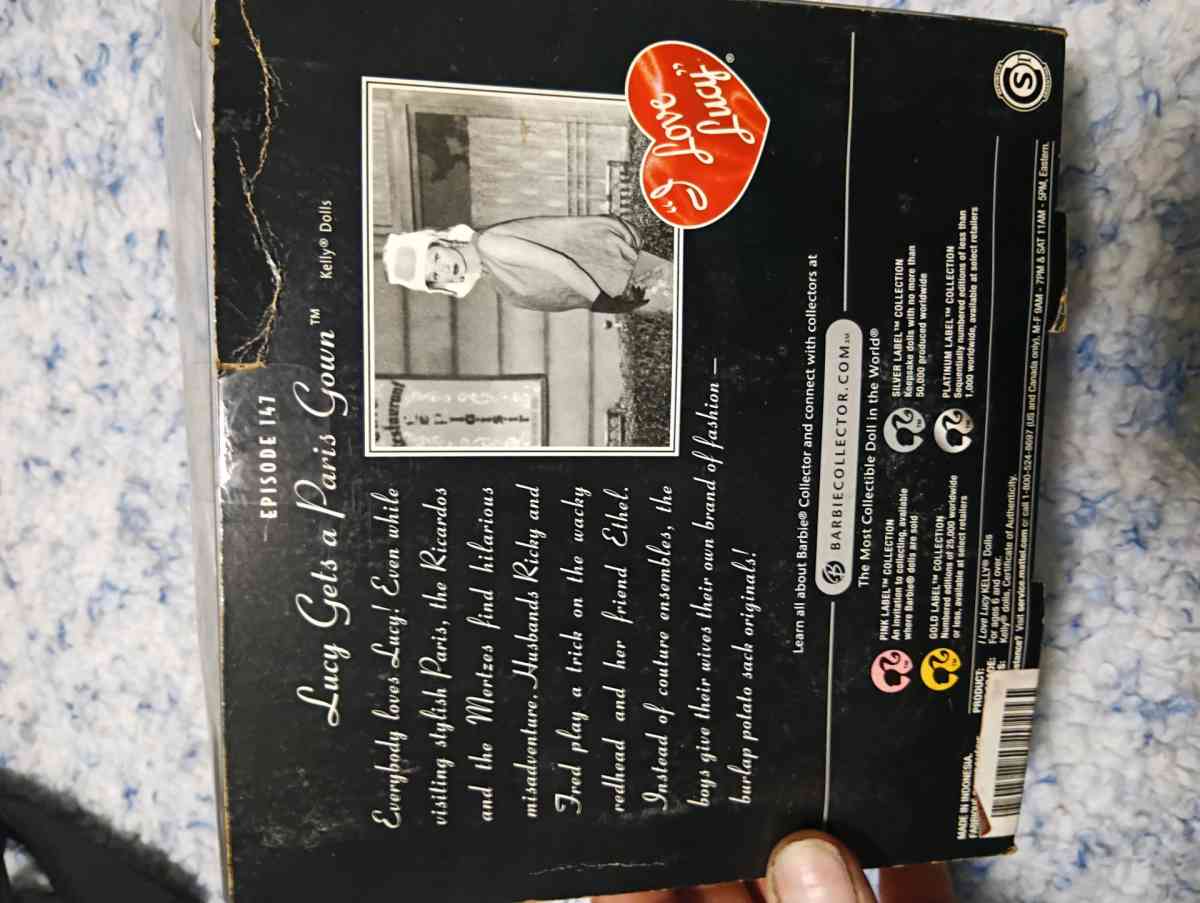 EPISODE 147
Lucy Gets a Paris Gown™ Kelly® Dolls
Everybody loves Lucy! Even while
visiting stylish Paris, the Ricardos
and the Mertzes find hilarious
misadventure. Husbands Ricky and
Fred play a trick on the wacky
redhead and her friend Ethel.
Instead of couture ensembles, the
boys give their wives their own brand of fashion –
burlap potato sack originals!
"I Love
Lucy"®
Learn all about Barbie® Collector and connect with collectors at
B BARBIECOLLECTOR.COM℠
The Most Collectible Doll in the World®
PINK LABEL™ COLLECTION
An invitation to collecting, available
where Barbie® dolls are sold
SILVER LABEL™ COLLECTION
Keepsake dolls with no more than
50,000 produced worldwide
GOLD LABEL™ COLLECTION
Numbered editions of 25,000 worldwide
or less, available at select retailers
PLATINUM LABEL™ COLLECTION
Sequentially numbered editions of less than
1,000 worldwide, available at select retailers
PRODUCT: I Love Lucy KELLY® Dolls
For ages 6 and over.
Kelly® dolls, Certificate of Authenticity.
Visit service.mattel.com or call 1-800-524-8697 (US and Canada only), M-F 9AM - 7PM & SAT 11AM - 5PM, Eastern.
MADE IN INDONESIA.
S